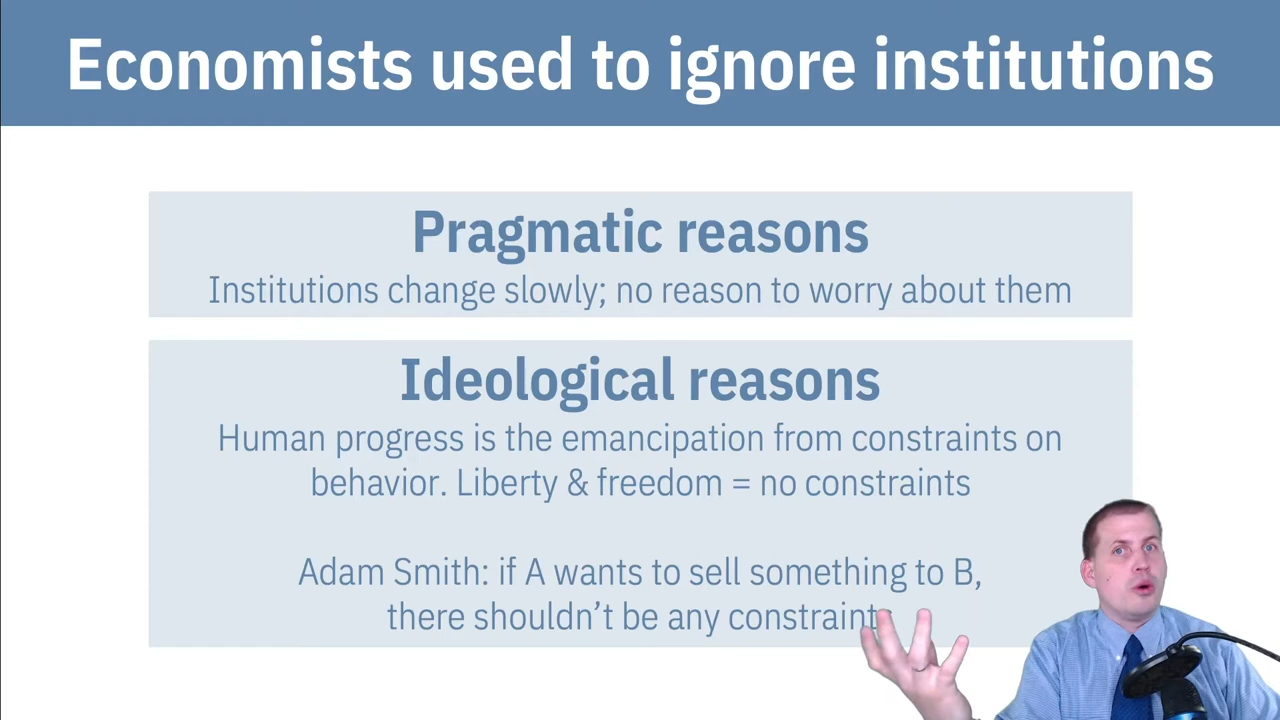 Economists used to ignore institutions
Pragmatic reasons
Institutions change slowly; no reason to worry about them
Ideological reasons
Human progress is the emancipation from constraints on
behavior. Liberty & freedom = no constraints
Adam Smith: if A wants to sell something to B,
there shouldn't be any constraint